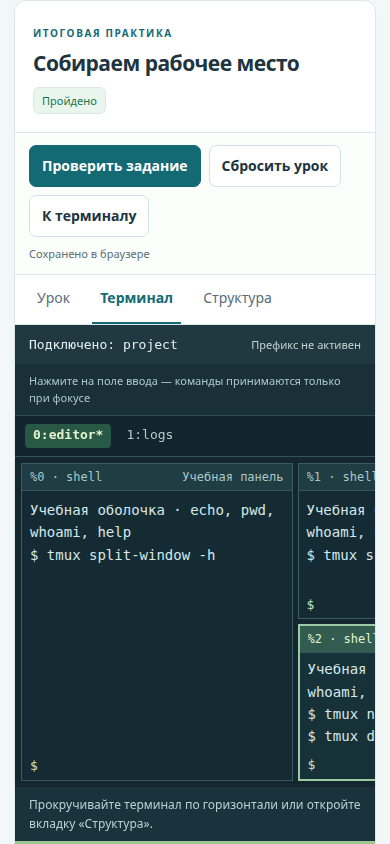 ИТОГОВАЯ ПРАКТИКА
Собираем рабочее место
Пройдено
Проверить задание
Сбросить урок
К терминалу
Сохранено в браузере
Урок
Терминал
Структура
Подключено: project
Префикс не активен
Нажмите на поле ввода — команды принимаются только
при фокусе
0:editor*
1:logs
%0 · shell
Учебная панель
Учебная оболочка · echo, pwd,
whoami, help
$ tmux split-window -h
$
%1 · shell
Учебная
whoami,
$ tmux s
$
%2 · shell
Учебная
whoami,
$ tmux n
$ tmux d
$
Прокручивайте терминал по горизонтали или откройте
вкладку «Структура».